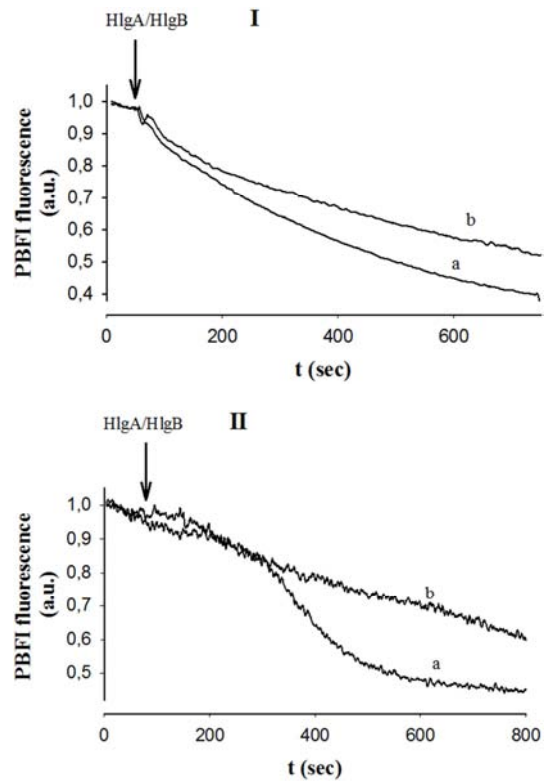 HlgA/HlgB
I
PBFI fluorescence
(a.u.)
1,0
0,9
0,8
0,7
0,6
0,5
0,4
b
a
0
200
400
600
t (sec)
HlgA/HlgB
II
PBFI fluorescence
(a.u.)
1,0
0,9
0,8
0,7
0,6
0,5
b
a
0
200
400
600
800
t (sec)